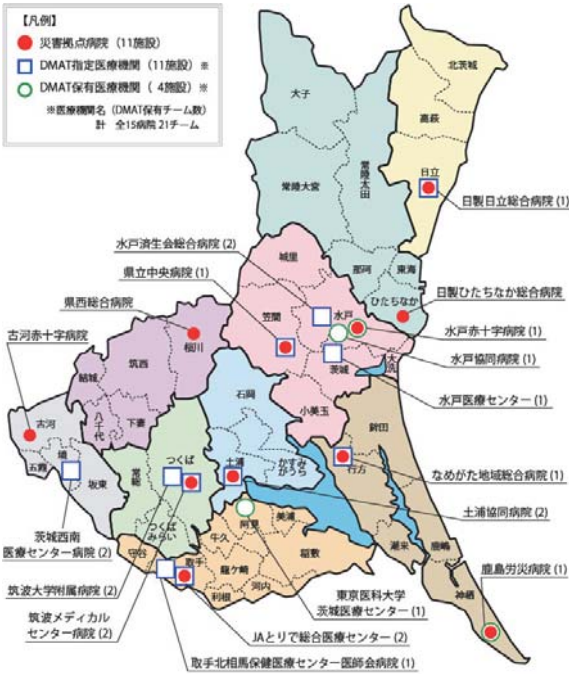 【凡例】
災害拠点病院（11施設）
DMAT指定医療機関（11施設）※
DMAT保有医療機関（ 4施設）※
※医療機関名（DMAT保有チーム数）
計　全15病院 21チーム
北茨城
大子
高萩
常陸太田
日立
常陸大宮
日製日立総合病院 (1)
水戸済生会総合病院 (2)
城里
那珂
東海
県立中央病院 (1)
ひたちなか
日製ひたちなか総合病院
県西総合病院
笠間
水戸
水戸赤十字病院 (1)
古河赤十字病院
桜川
水戸協同病院 (1)
筑西
茨城
大洗
結城
石岡
小美玉
水戸医療センター (1)
八千代
下妻
鉾田
古河
つくば
土浦
かすみがうら
行方
なめがた地域総合病院 (1)
五霞
境
坂東
常総
土浦協同病院 (2)
つくばみらい
阿見
美浦
茨城西南
医療センター病院 (2)
守谷
取手
牛久
稲敷
潮来
鹿嶋
龍ケ崎
河内
利根
神栖
鹿島労災病院 (1)
筑波大学附属病院 (2)
東京医科大学
茨城医療センター (1)
筑波メディカル
センター病院 (2)
JAとりで総合医療センター (2)
取手北相馬保健医療センター医師会病院 (1)